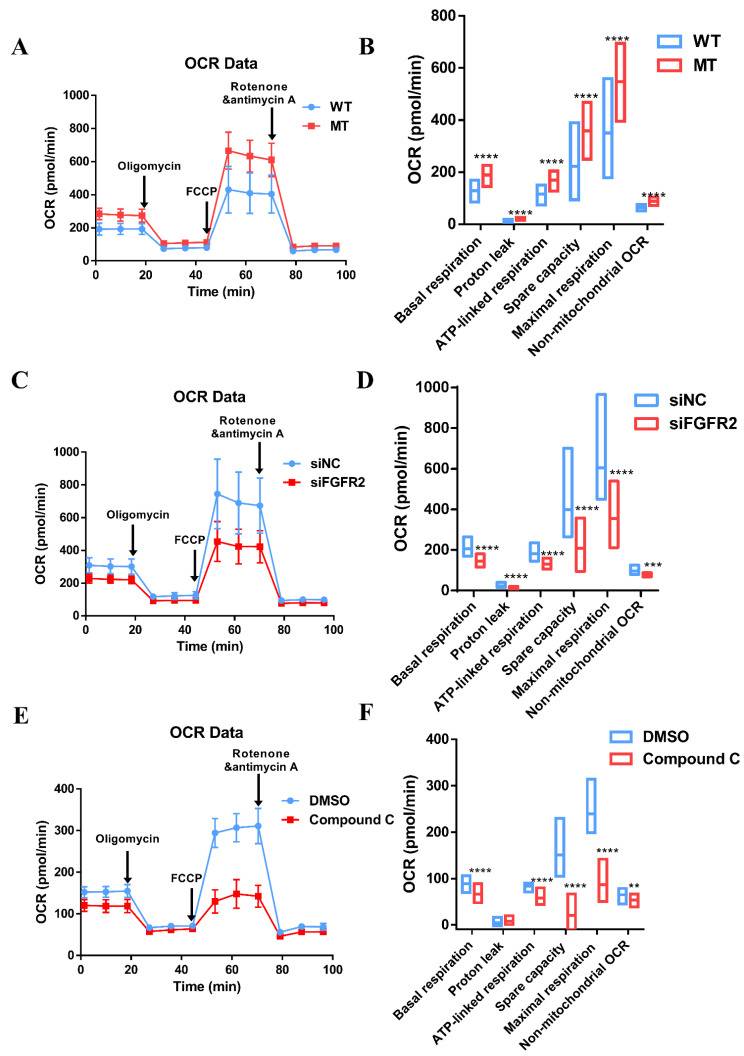 A
OCR Data
Rotenone
&antimycin A
WT
MT
Oligomycin
FCCP
OCR (pmol/min)
1000
800
600
400
200
0
0 20 40 60 80 100
Time (min)
B
WT
MT
OCR (pmol/min)
800
600
400
200
0
**** **** **** **** **** ****
Basal respiration
Proton leak
ATP-linked respiration
Spare capacity
Maximal respiration
Non-mitochondrial OCR
C
OCR Data
Rotenone
&antimycin A
siNC
siFGFR2
Oligomycin
FCCP
OCR (pmol/min)
1000
800
600
400
200
0
0 20 40 60 80 100
Time (min)
D
siNC
siFGFR2
OCR (pmol/min)
1000
800
600
400
200
0
**** **** **** **** **** ***
Basal respiration
Proton leak
ATP-linked respiration
Spare capacity
Maximal respiration
Non-mitochondrial OCR
E
OCR Data
Rotenone
&antimycin A
DMSO
Compound C
Oligomycin
FCCP
OCR (pmol/min)
400
300
200
100
0
0 20 40 60 80 100
Time (min)
F
DMSO
Compound C
OCR (pmol/min)
400
300
200
100
0
**** **** **** **** **
Basal respiration
Proton leak
ATP-linked respiration
Spare capacity
Maximal respiration
Non-mitochondrial OCR